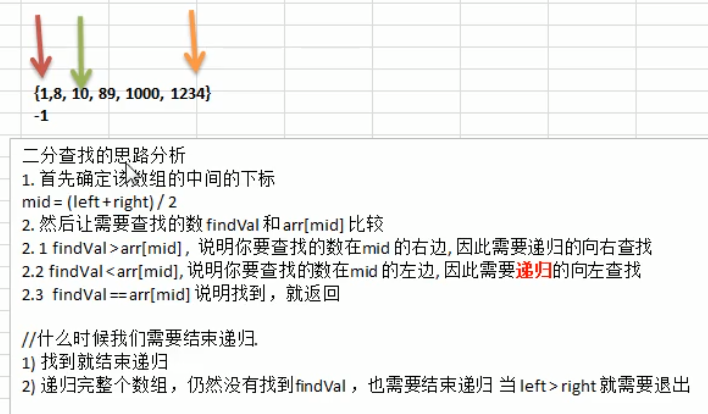 {1,8, 10, 89, 1000, 1234}
-1
二分查找的思路分析
1. 首先确定该数组的中间的下标
mid = (left + right) / 2
2. 然后让需要查找的数 findVal 和 arr[mid] 比较
2. 1 findVal > arr[mid] ,  说明你要查找的数在mid 的右边, 因此需要递归的向右查找
2.2 findVal < arr[mid], 说明你要查找的数在mid 的左边, 因此需要递归的向左查找
2.3  findVal == arr[mid] 说明找到，就返回
//什么时候我们需要结束递归.
1) 找到就结束递归
2) 递归完整个数组，仍然没有找到findVal ，也需要结束递归 当 left > right 就需要退出